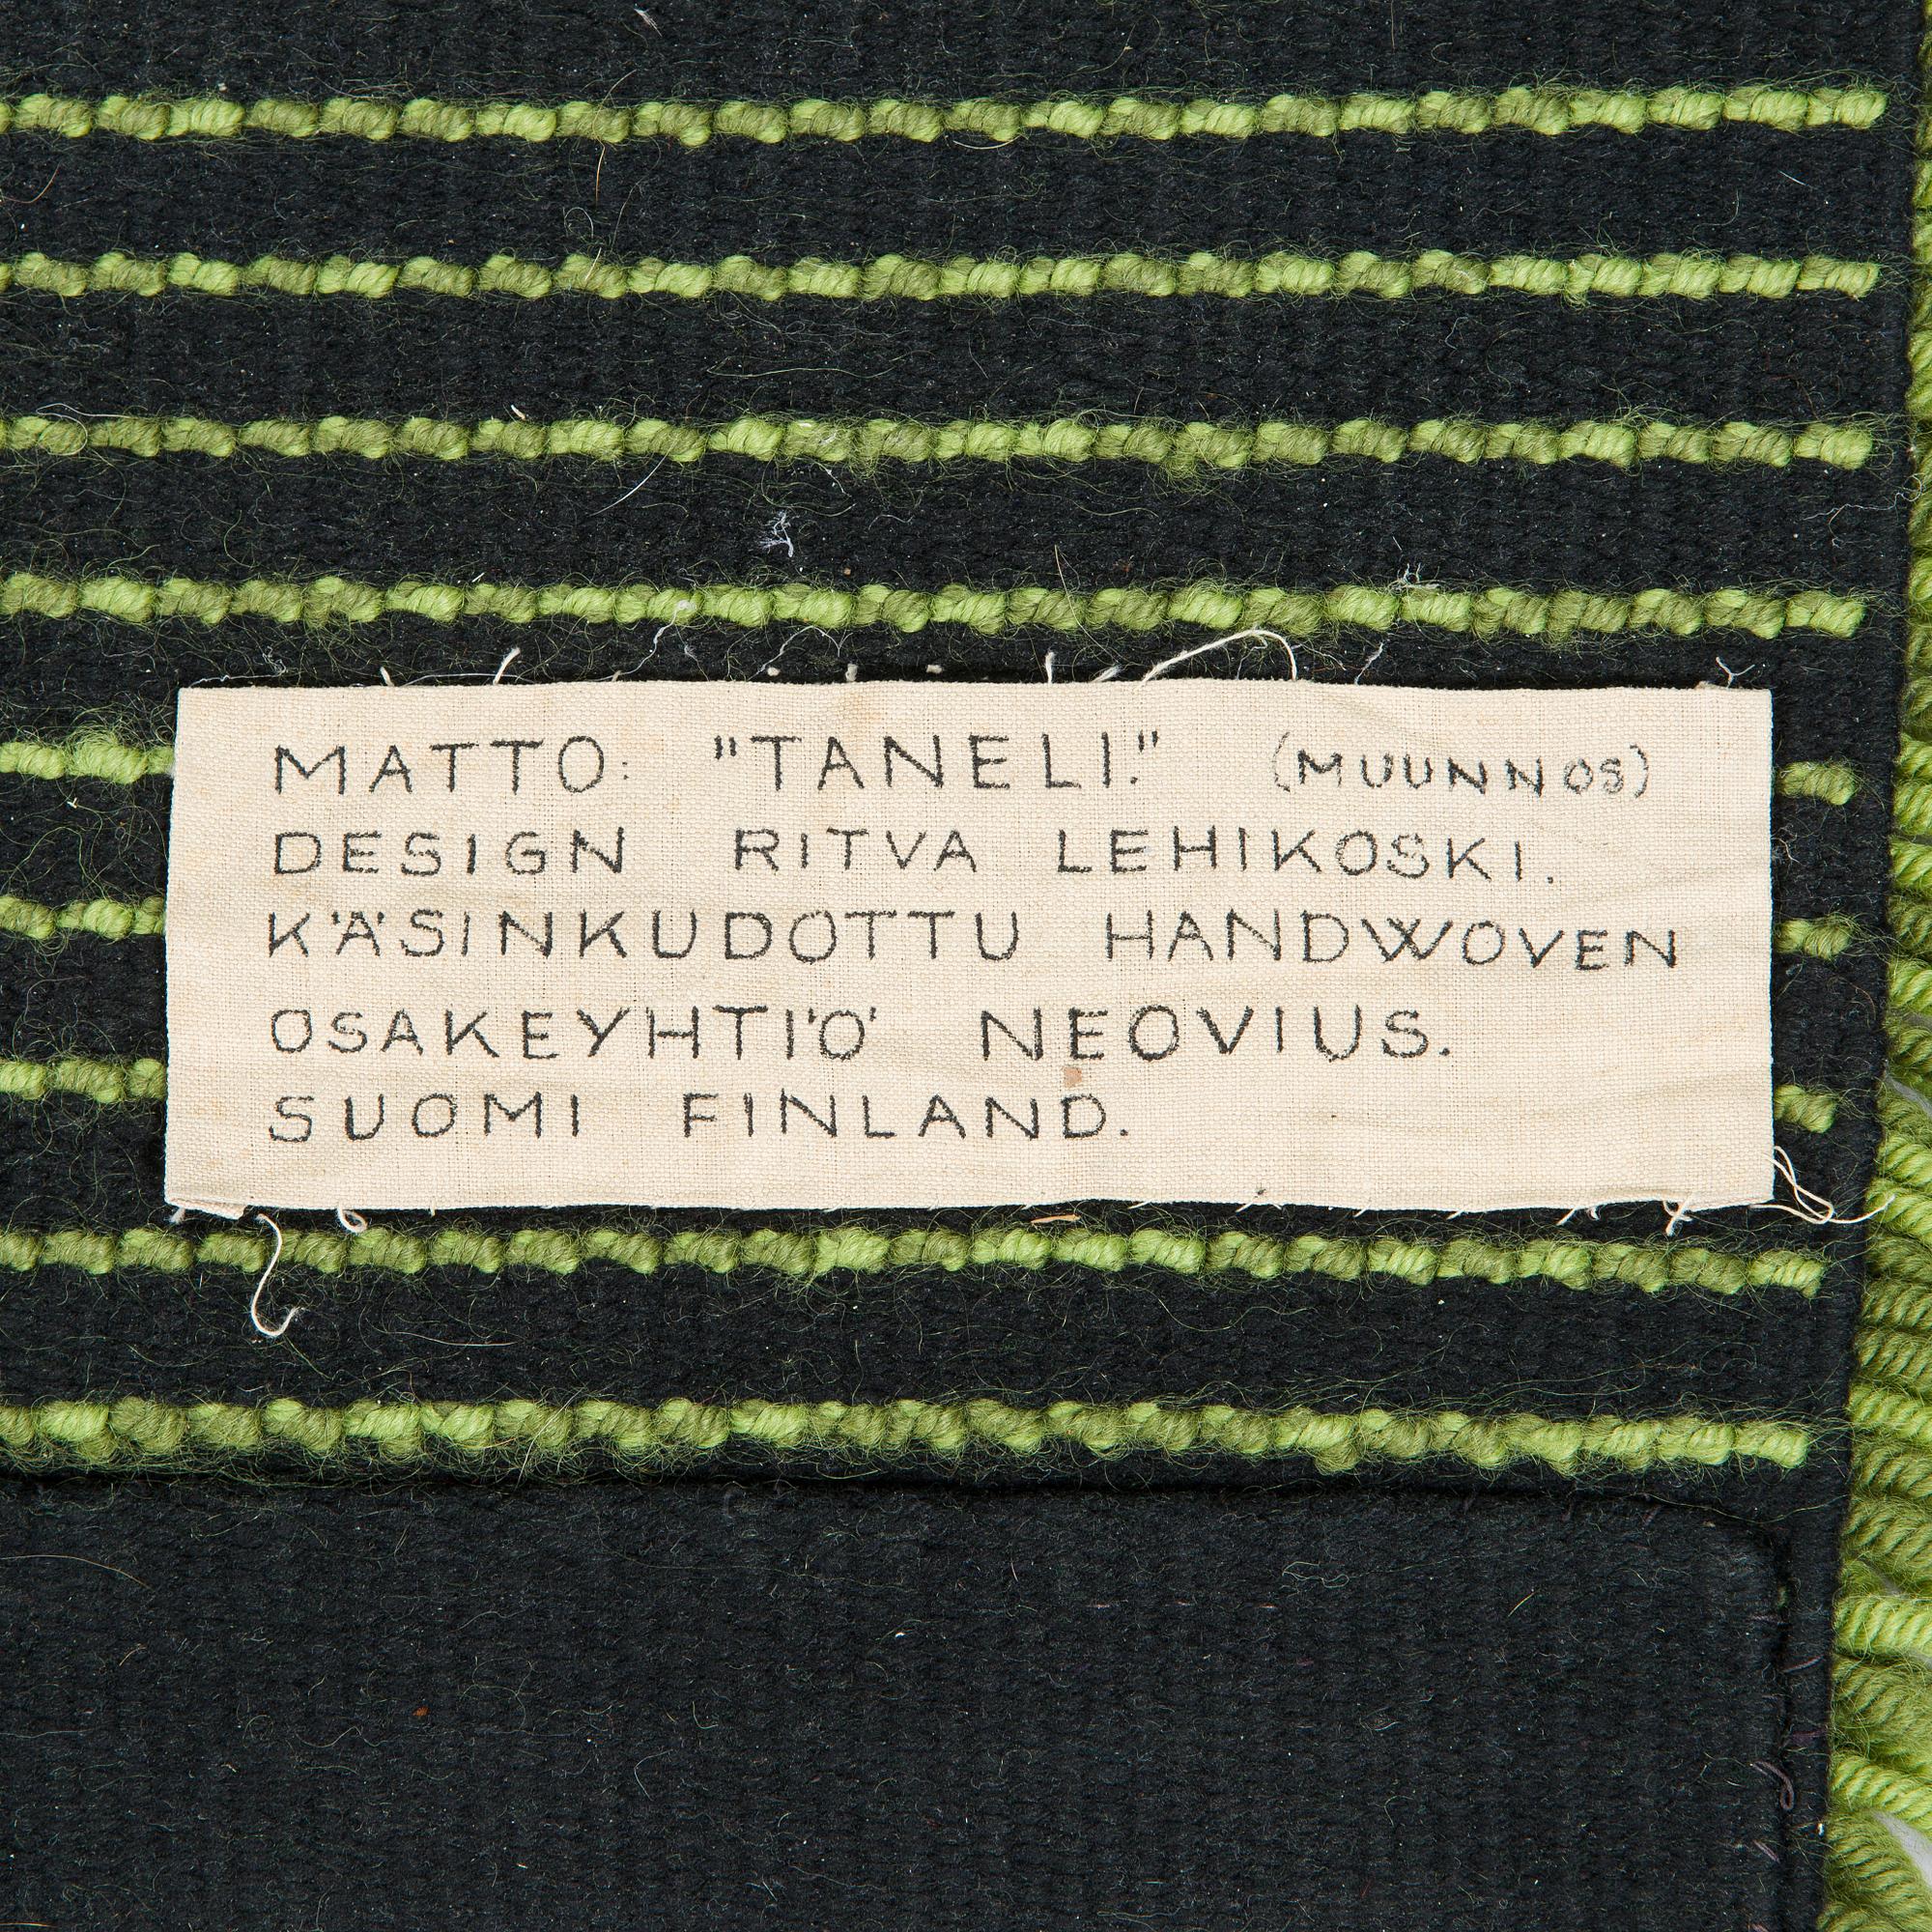 MATTO: "TANELI." (MUUNNOS)
DESIGN RITVA LEHIKOSKI.
KÄSINKUDOTTU HANDWOVEN
OSAKEYHTIÖ NEOVIUS.
SUOMI FINLAND.